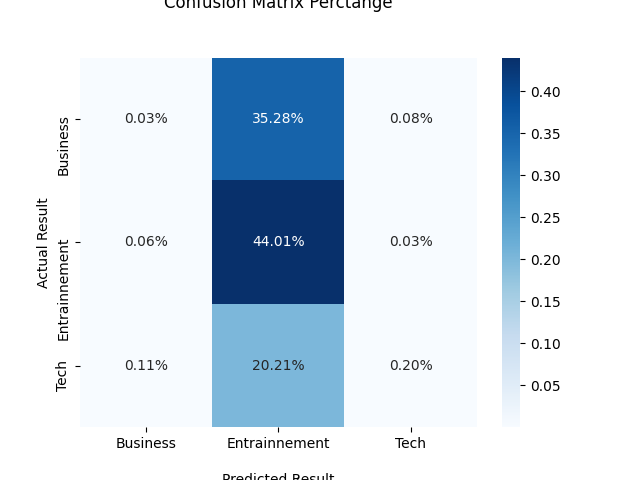 Confusion Matrix Perctange
Actual Result
Business
Entrainnement
Tech
0.03% 35.28% 0.08%
0.06% 44.01% 0.03%
0.11% 20.21% 0.20%
Business Entrainnement Tech
Predicted Result
0.40
0.35
0.30
0.25
0.20
0.15
0.10
0.05